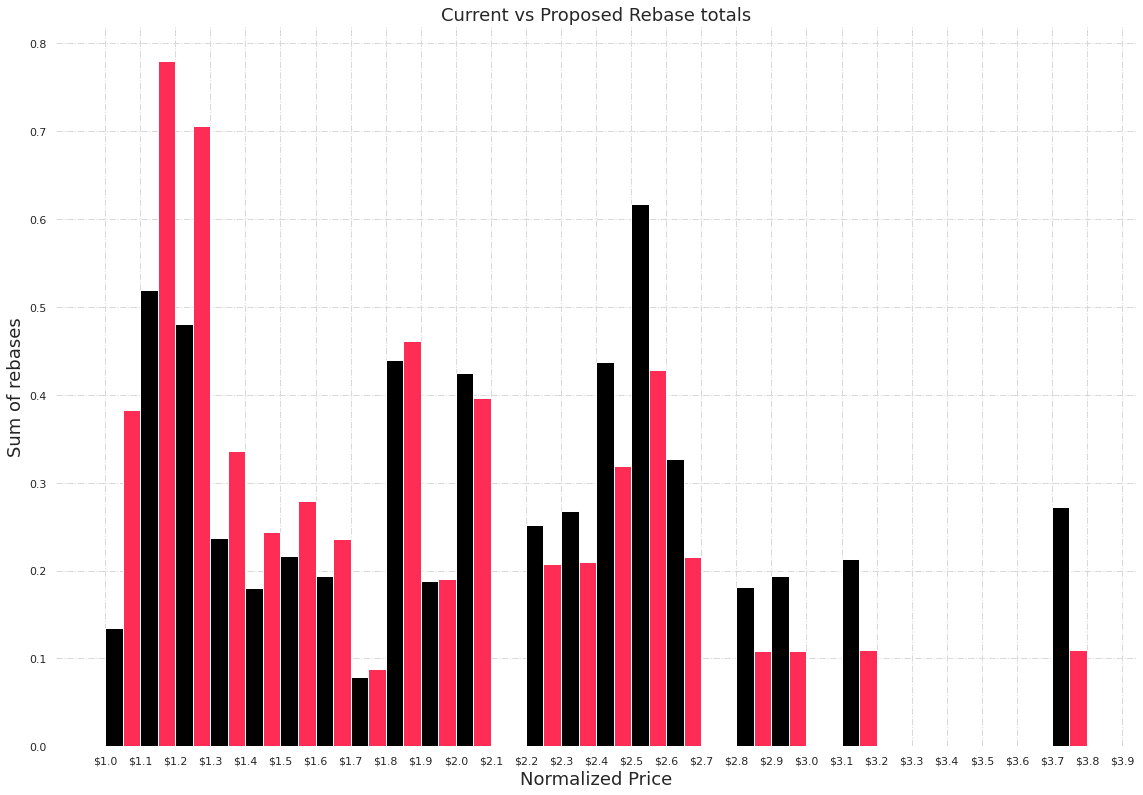 Current vs Proposed Rebase totals
0.8
0.7
0.6
0.5
0.4
0.3
0.2
0.1
0.0
Sum of rebases
$1.0 $1.1 $1.2 $1.3 $1.4 $1.5 $1.6 $1.7 $1.8 $1.9 $2.0 $2.1 $2.2 $2.3 $2.4 $2.5 $2.6 $2.7 $2.8 $2.9 $3.0 $3.1 $3.2 $3.3 $3.4 $3.5 $3.6 $3.7 $3.8 $3.9
Normalized Price